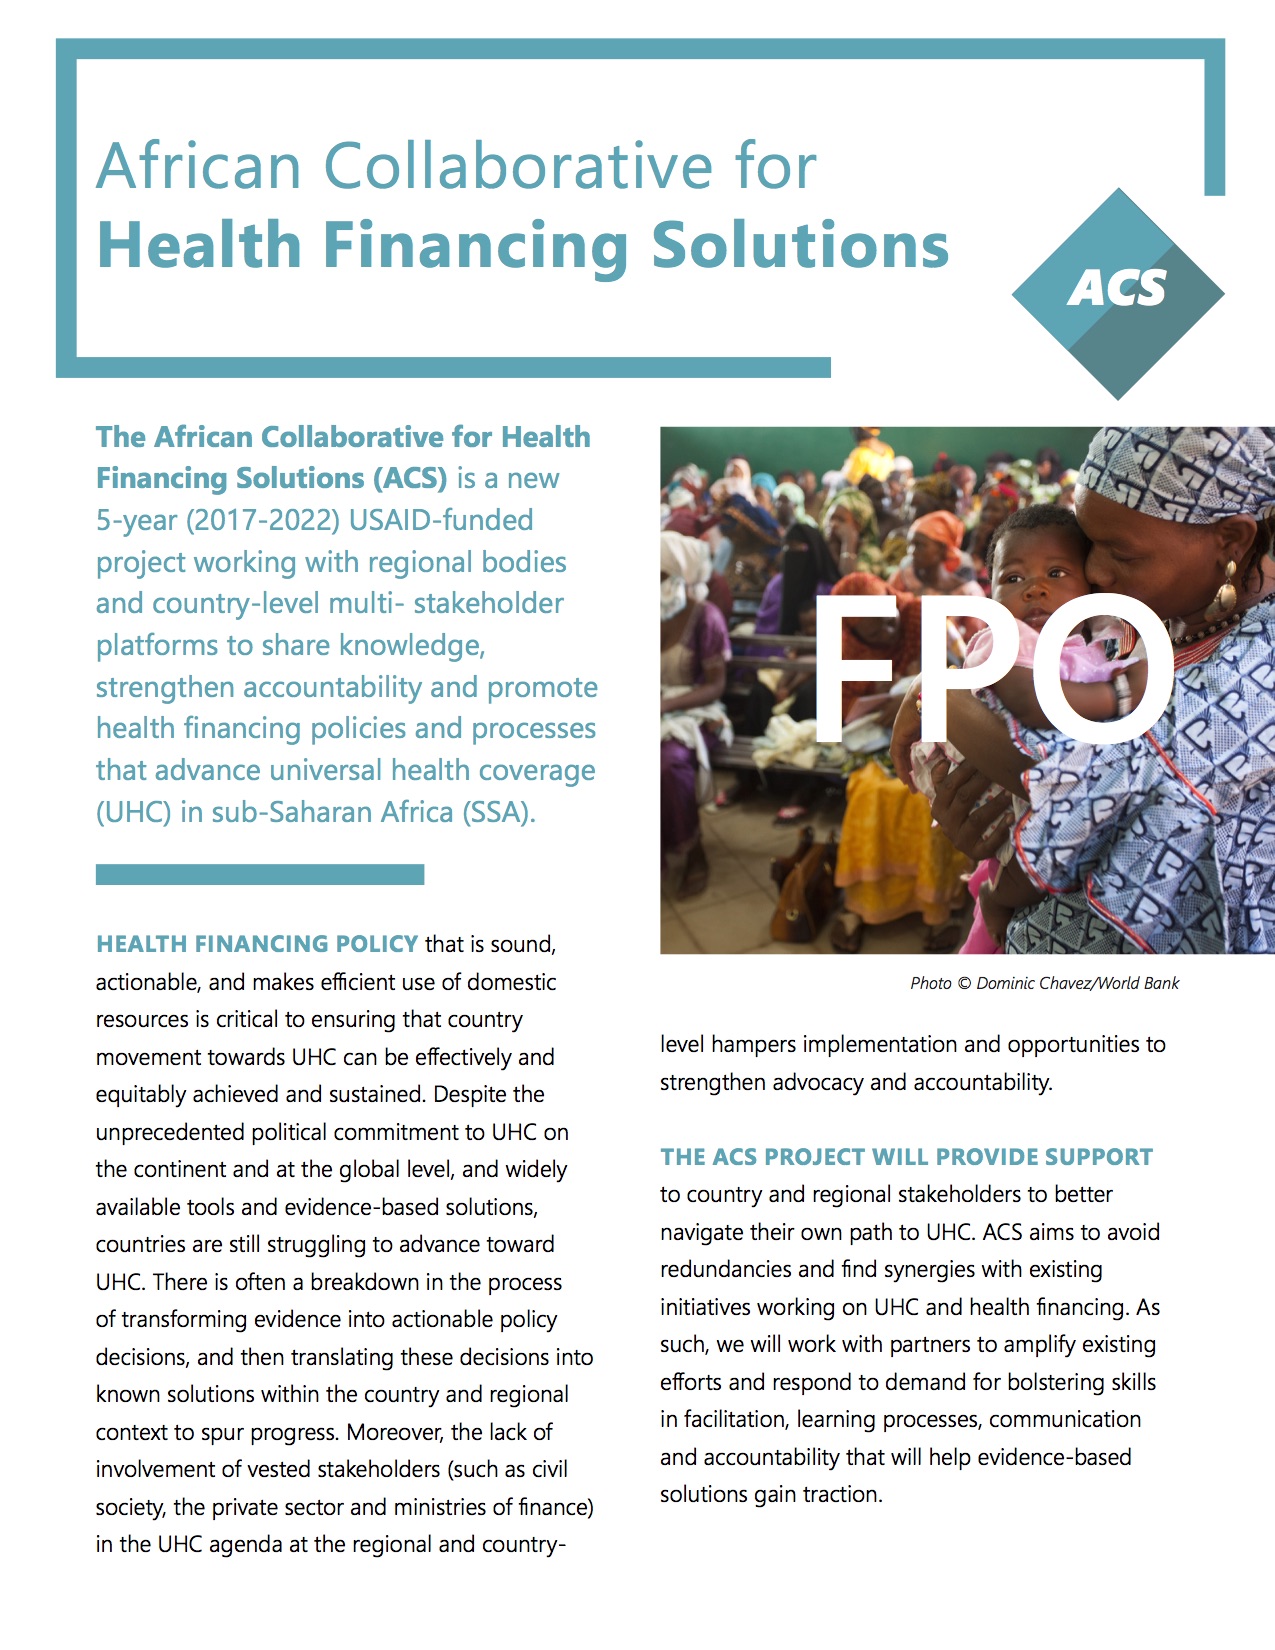 African Collaborative for
Health Financing Solutions
ACS
The African Collaborative for Health
Financing Solutions (ACS) is a new
5-year (2017-2022) USAID-funded
project working with regional bodies
and country-level multi- stakeholder
platforms to share knowledge,
strengthen accountability and promote
health financing policies and processes
that advance universal health coverage
(UHC) in sub-Saharan Africa (SSA).
HEALTH FINANCING POLICY that is sound,
actionable, and makes efficient use of domestic
resources is critical to ensuring that country
movement towards UHC can be effectively and
equitably achieved and sustained. Despite the
unprecedented political commitment to UHC on
the continent and at the global level, and widely
available tools and evidence-based solutions,
countries are still struggling to advance toward
UHC. There is often a breakdown in the process
of transforming evidence into actionable policy
decisions, and then translating these decisions into
known solutions within the country and regional
context to spur progress. Moreover, the lack of
involvement of vested stakeholders (such as civil
society, the private sector and ministries of finance)
in the UHC agenda at the regional and country-
FPO
Photo © Dominic Chavez/World Bank
level hampers implementation and opportunities to
strengthen advocacy and accountability.
THE ACS PROJECT WILL PROVIDE SUPPORT
to country and regional stakeholders to better
navigate their own path to UHC. ACS aims to avoid
redundancies and find synergies with existing
initiatives working on UHC and health financing. As
such, we will work with partners to amplify existing
efforts and respond to demand for bolstering skills
in facilitation, learning processes, communication
and accountability that will help evidence-based
solutions gain traction.